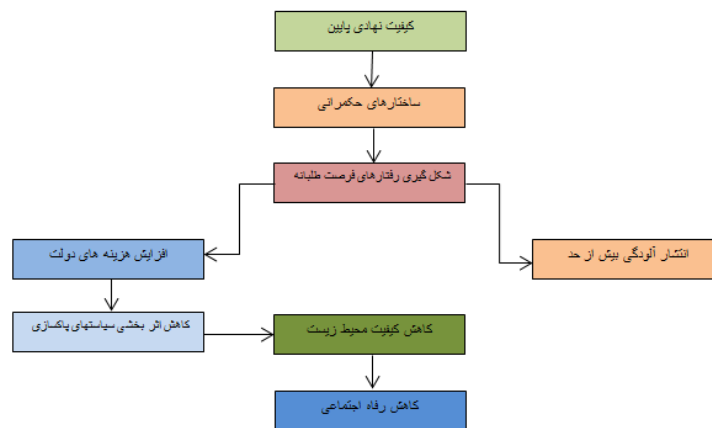 کیفیت نهادی پایین
ساختارهای حکمرانی
شکل گیری رفتارهای فرصت طلبانه
افزایش هزینه های دولت
انتشار آلودگی بیش از حد
کاهش اثر بخشی سیاستهای پاکسازی
کاهش کیفیت محیط زیست
کاهش رفاه اجتماعی